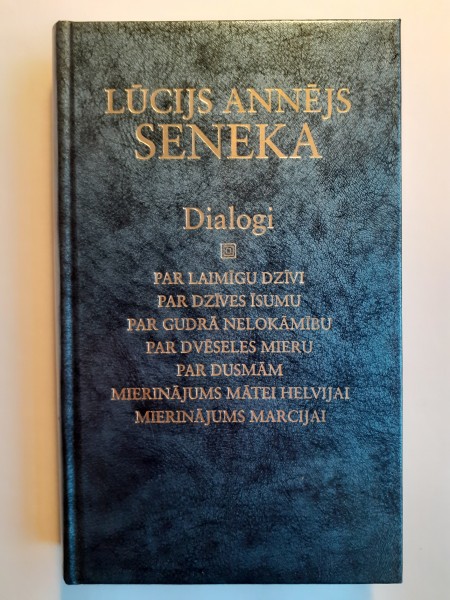 LŪCIJS ANNĒJS
SENEKA
Dialogi
PAR LAIMĪGU DZĪVI
PAR DZĪVES ĪSUMU
PAR GUDRĀ NELOKĀMĪBU
PAR DVĒSELES MIERU
PAR DUSMĀM
MIERINĀJUMS MĀTEI HELVIJAI
MIERINĀJUMS MARCIJAI